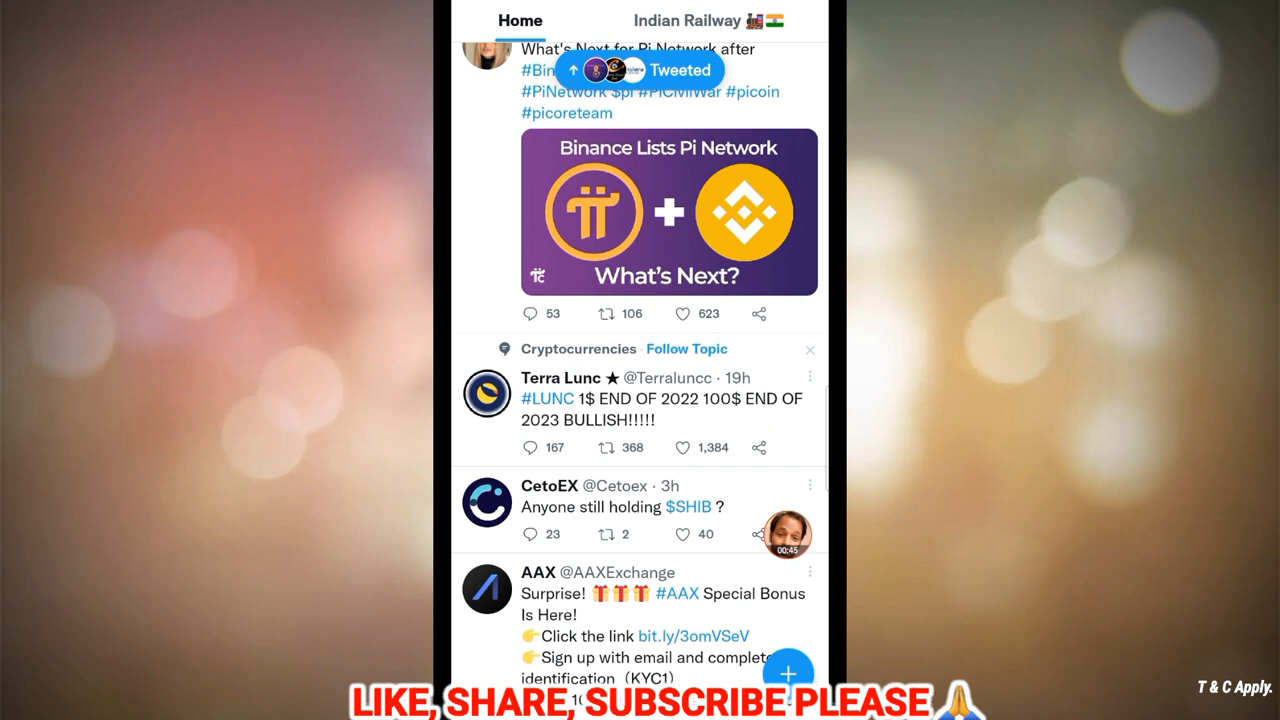 Home
Indian Railway 🚂🇮🇳
What's Next for Pi Network after
#Bin
Tweeted
#PiNetwork $pi #PiCMIWar #picoin
#picoreteam
Binance Lists Pi Network
What's Next?
53 106 623
Cryptocurrencies · Follow Topic
Terra Lunc ★ @Terraluncc · 19h
#LUNC 1$ END OF 2022 100$ END OF
2023 BULLISH!!!!!
167 368 1,384
CetoEX @Cetoex · 3h
Anyone still holding $SHIB ?
23 2 40
00:45
AAX @AAXExchange
Surprise! 🎁🎁🎁 #AAX Special Bonus
Is Here!
👉Click the link bit.ly/3omVSeV
👉Sign up with email and complete
identification (KYC1)
LIKE, SHARE, SUBSCRIBE PLEASE 🙏
T & C Apply.